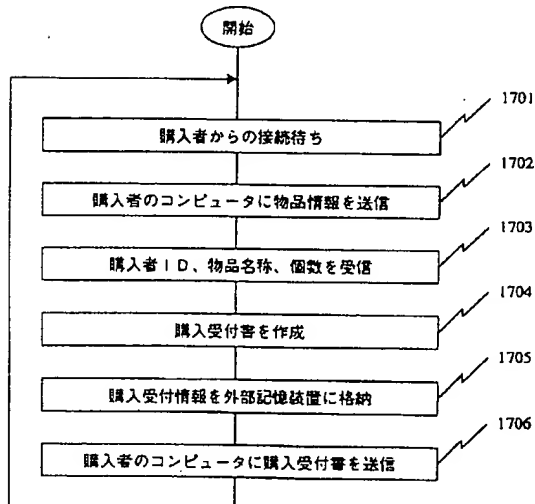 開始
1701
購入者からの接続待ち
1702
購入者のコンピュータに物品情報を送信
1703
購入者ID、物品名称、個数を受信
1704
購入受付書を作成
1705
購入受付情報を外部記憶装置に格納
1706
購入者のコンピュータに購入受付書を送信